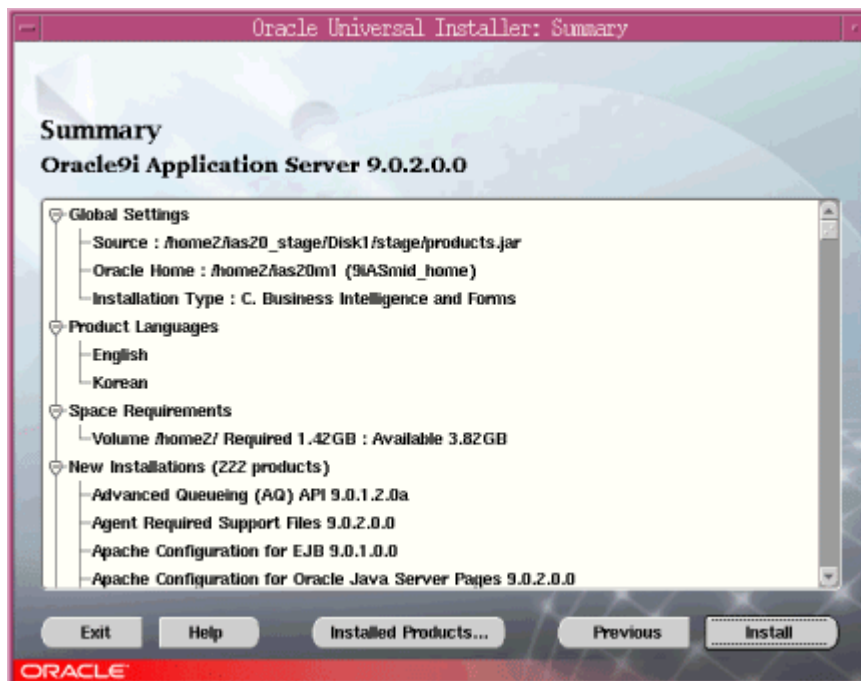 Oracle Universal Installer: Summary
Summary
Oracle9i Application Server 9.0.2.0.0
Global Settings
Source : /home2/ias20_stage/Disk1/stage/products.jar
Oracle Home : /home2/ias20m1 (9iASmid_home)
Installation Type : C. Business Intelligence and Forms
Product Languages
English
Korean
Space Requirements
Volume /home2/ Required 1.42GB : Available 3.82GB
New Installations (222 products)
Advanced Queueing (AQ) API 9.0.1.2.0a
Agent Required Support Files 9.0.2.0.0
Apache Configuration for EJB 9.0.1.0.0
Apache Configuration for Oracle Java Server Pages 9.0.2.0.0
Exit Help Installed Products... Previous Install
ORACLE